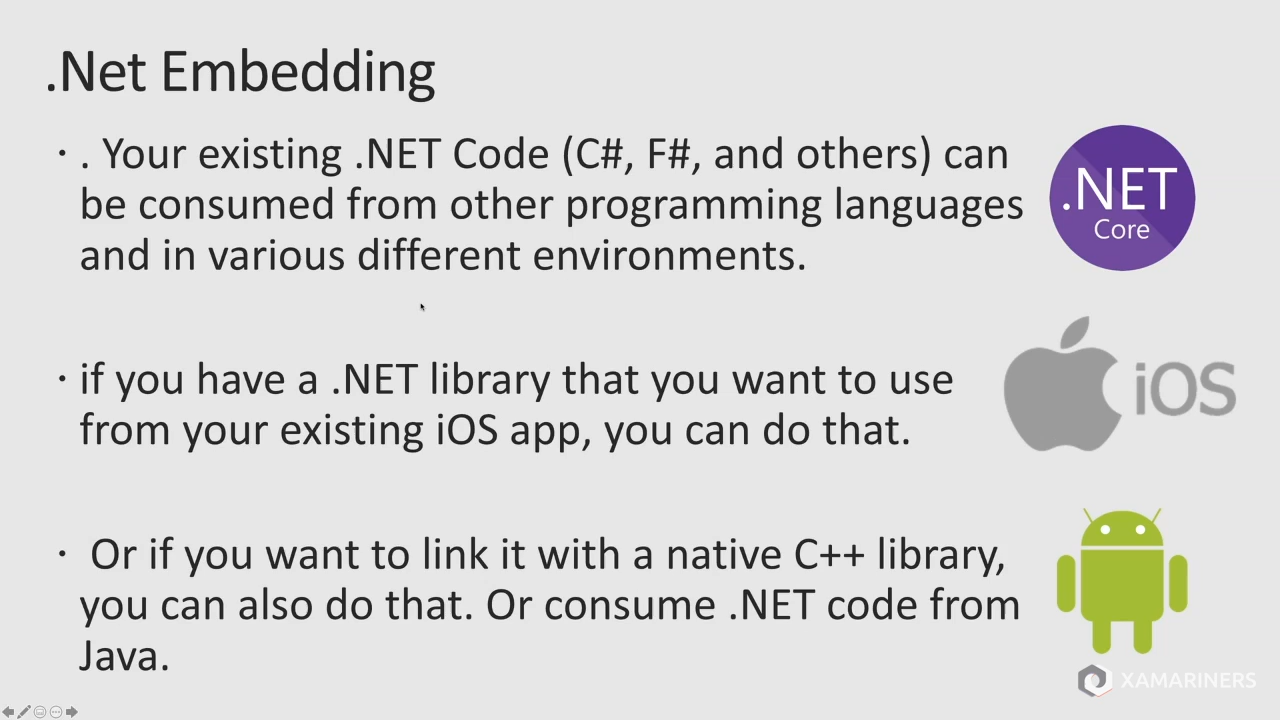 .Net Embedding
• . Your existing .NET Code (C#, F#, and others) can
be consumed from other programming languages
and in various different environments.
.NET
Core
• if you have a .NET library that you want to use
from your existing iOS app, you can do that.
iOS
• Or if you want to link it with a native C++ library,
you can also do that. Or consume .NET code from
Java.
XAMARINERS